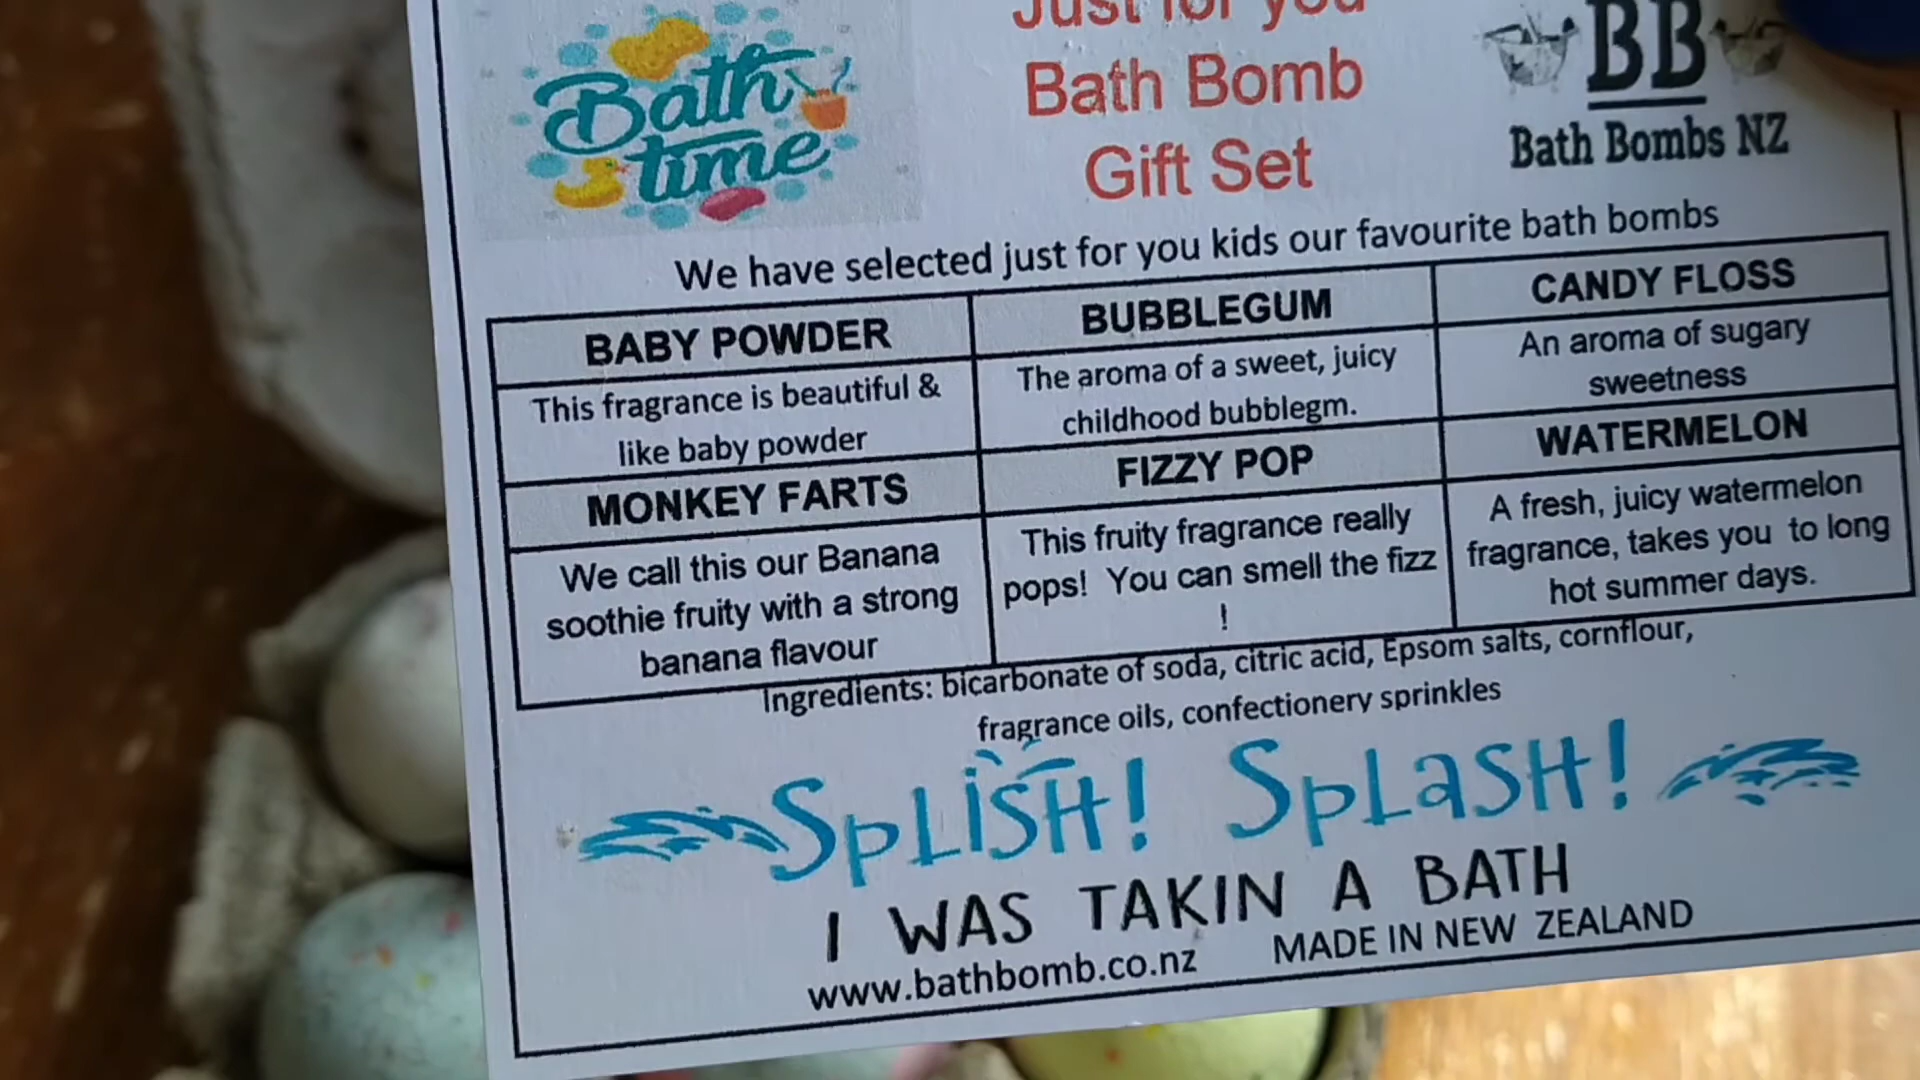 Bath
time
Just for you
Bath Bomb
Gift Set
BB
Bath Bombs NZ
We have selected just for you kids our favourite bath bombs
BABY POWDER
This fragrance is beautiful &
like baby powder
BUBBLEGUM
The aroma of a sweet, juicy
childhood bubblegm.
CANDY FLOSS
An aroma of sugary
sweetness
MONKEY FARTS
We call this our Banana
soothie fruity with a strong
banana flavour
FIZZY POP
This fruity fragrance really
pops! You can smell the fizz
!
WATERMELON
A fresh, juicy watermelon
fragrance, takes you to long
hot summer days.
Ingredients: bicarbonate of soda, citric acid, Epsom salts, cornflour,
fragrance oils, confectionery sprinkles
SPLISH! SPLASH!
I WAS TAKIN A BATH
www.bathbomb.co.nz MADE IN NEW ZEALAND